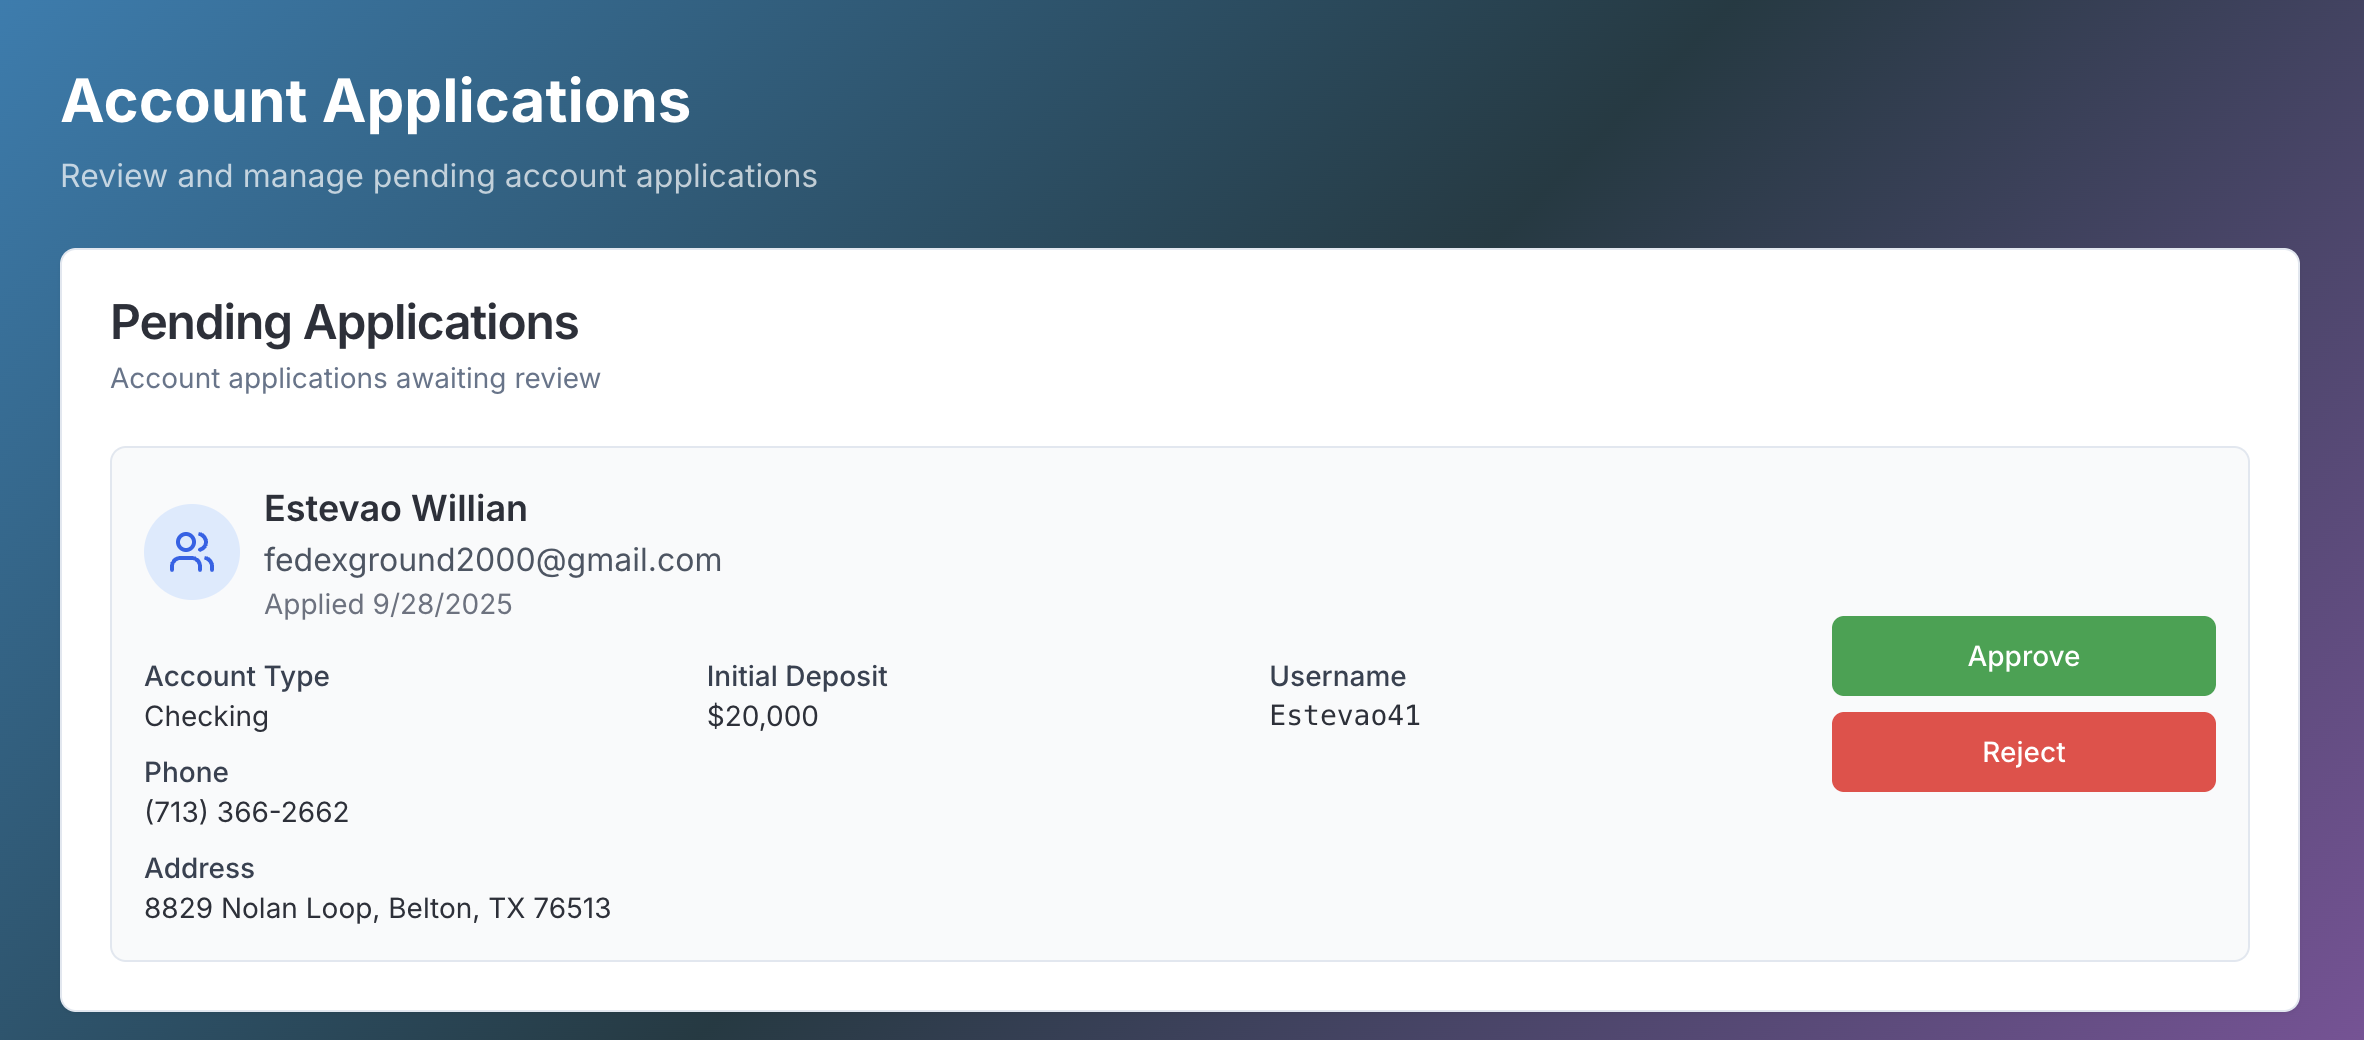 Account Applications
Review and manage pending account applications
Pending Applications
Account applications awaiting review
Estevao Willian
fedexground2000@gmail.com
Applied 9/28/2025
Account Type
Checking
Initial Deposit
$20,000
Username
Estevao41
Phone
(713) 366-2662
Address
8829 Nolan Loop, Belton, TX 76513
Approve
Reject